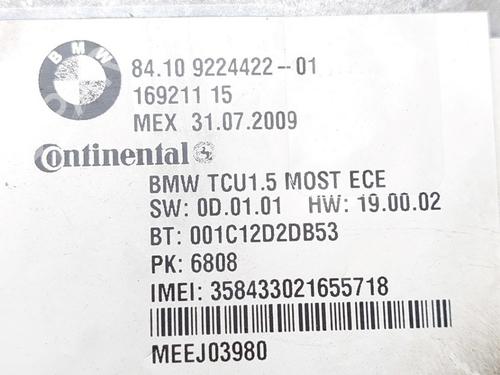 BMW
84.10 9224422-01
169211 15
MEX 31.07.2009
Continental
BMW TCU1.5 MOST ECE
SW: 0D.01.01 HW: 19.00.02
BT: 001C12D2DB53
PK: 6808
IMEI: 358433021655718
MEEJ03980